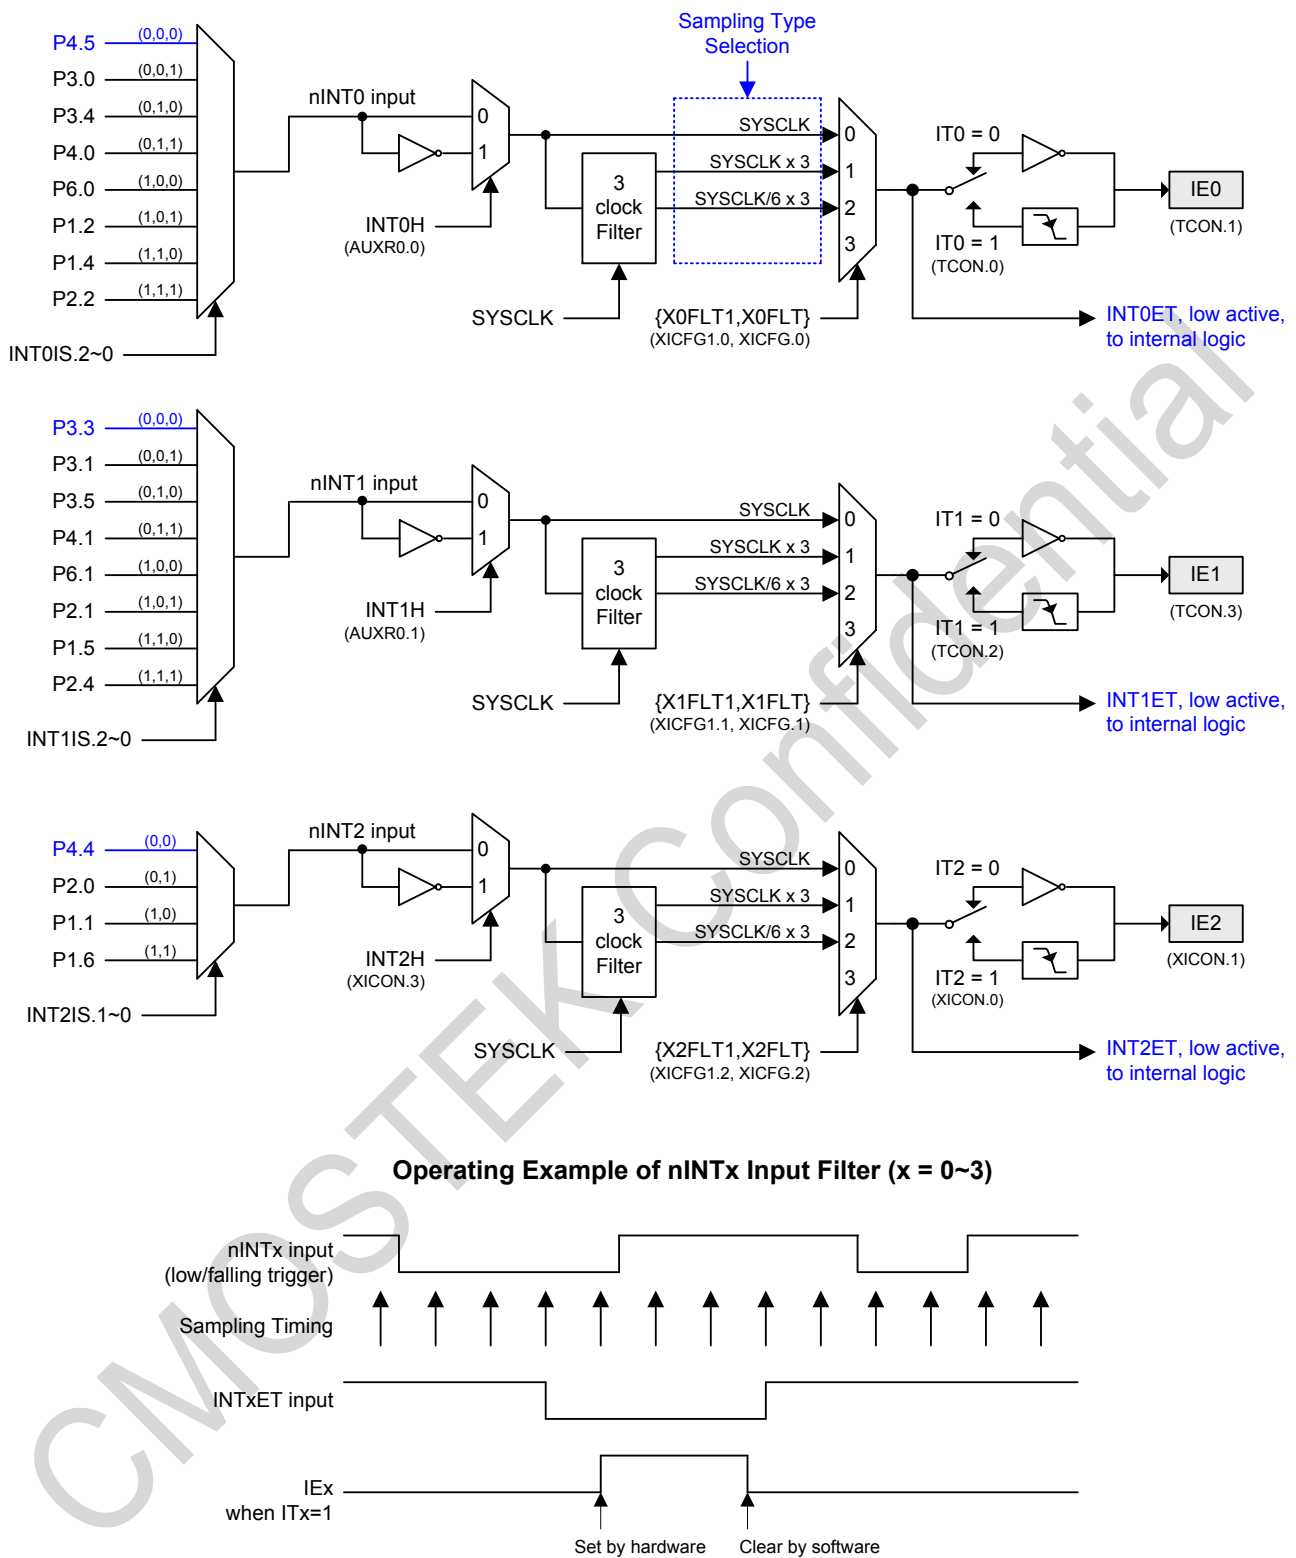 Sampling Type
Selection
P4.5 (0,0,0)
P3.0 (0,0,1)
P3.4 (0,1,0)
P4.0 (0,1,1)
P6.0 (1,0,0)
P1.2 (1,0,1)
P1.4 (1,1,0)
P2.2 (1,1,1)
INT0IS.2~0
nINT0 input
0
1
INT0H
(AUXR0.0)
3
clock
Filter
SYSCLK
SYSCLK
SYSCLK x 3
SYSCLK/6 x 3
0
1
2
3
{X0FLT1,X0FLT}
(XICFG1.0, XICFG.0)
IT0 = 0
IT0 = 1
(TCON.0)
IE0
(TCON.1)
INT0ET, low active,
to internal logic
P3.3 (0,0,0)
P3.1 (0,0,1)
P3.5 (0,1,0)
P4.1 (0,1,1)
P6.1 (1,0,0)
P2.1 (1,0,1)
P1.5 (1,1,0)
P2.4 (1,1,1)
INT1IS.2~0
nINT1 input
0
1
INT1H
(AUXR0.1)
3
clock
Filter
SYSCLK
SYSCLK
SYSCLK x 3
SYSCLK/6 x 3
0
1
2
3
{X1FLT1,X1FLT}
(XICFG1.1, XICFG.1)
IT1 = 0
IT1 = 1
(TCON.2)
IE1
(TCON.3)
INT1ET, low active,
to internal logic
P4.4 (0,0)
P2.0 (0,1)
P1.1 (1,0)
P1.6 (1,1)
INT2IS.1~0
nINT2 input
0
1
INT2H
(XICON.3)
3
clock
Filter
SYSCLK
SYSCLK
SYSCLK x 3
SYSCLK/6 x 3
0
1
2
3
{X2FLT1,X2FLT}
(XICFG1.2, XICFG.2)
IT2 = 0
IT2 = 1
(XICON.0)
IE2
(XICON.1)
INT2ET, low active,
to internal logic
Operating Example of nINTx Input Filter (x = 0~3)
nINTx input
(low/falling trigger)
Sampling Timing
INTxET input
IEx
when ITx=1
Set by hardware
Clear by software
CMOSTEK Confidential